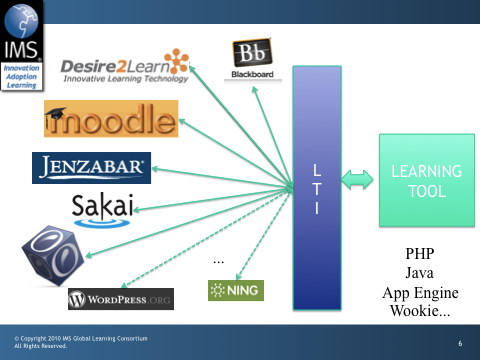 IMS
Innovation
Adoption
Learning
Desire2Learn
Innovative Learning Technology
Bb
Blackboard
moodle
JENZABAR®
Sakai
WORDPRESS.ORG
...
NING
L
T
I
LEARNING
TOOL
PHP
Java
App Engine
Wookie...
© Copyright 2010 IMS Global Learning Consortium
All Rights Reserved.
6